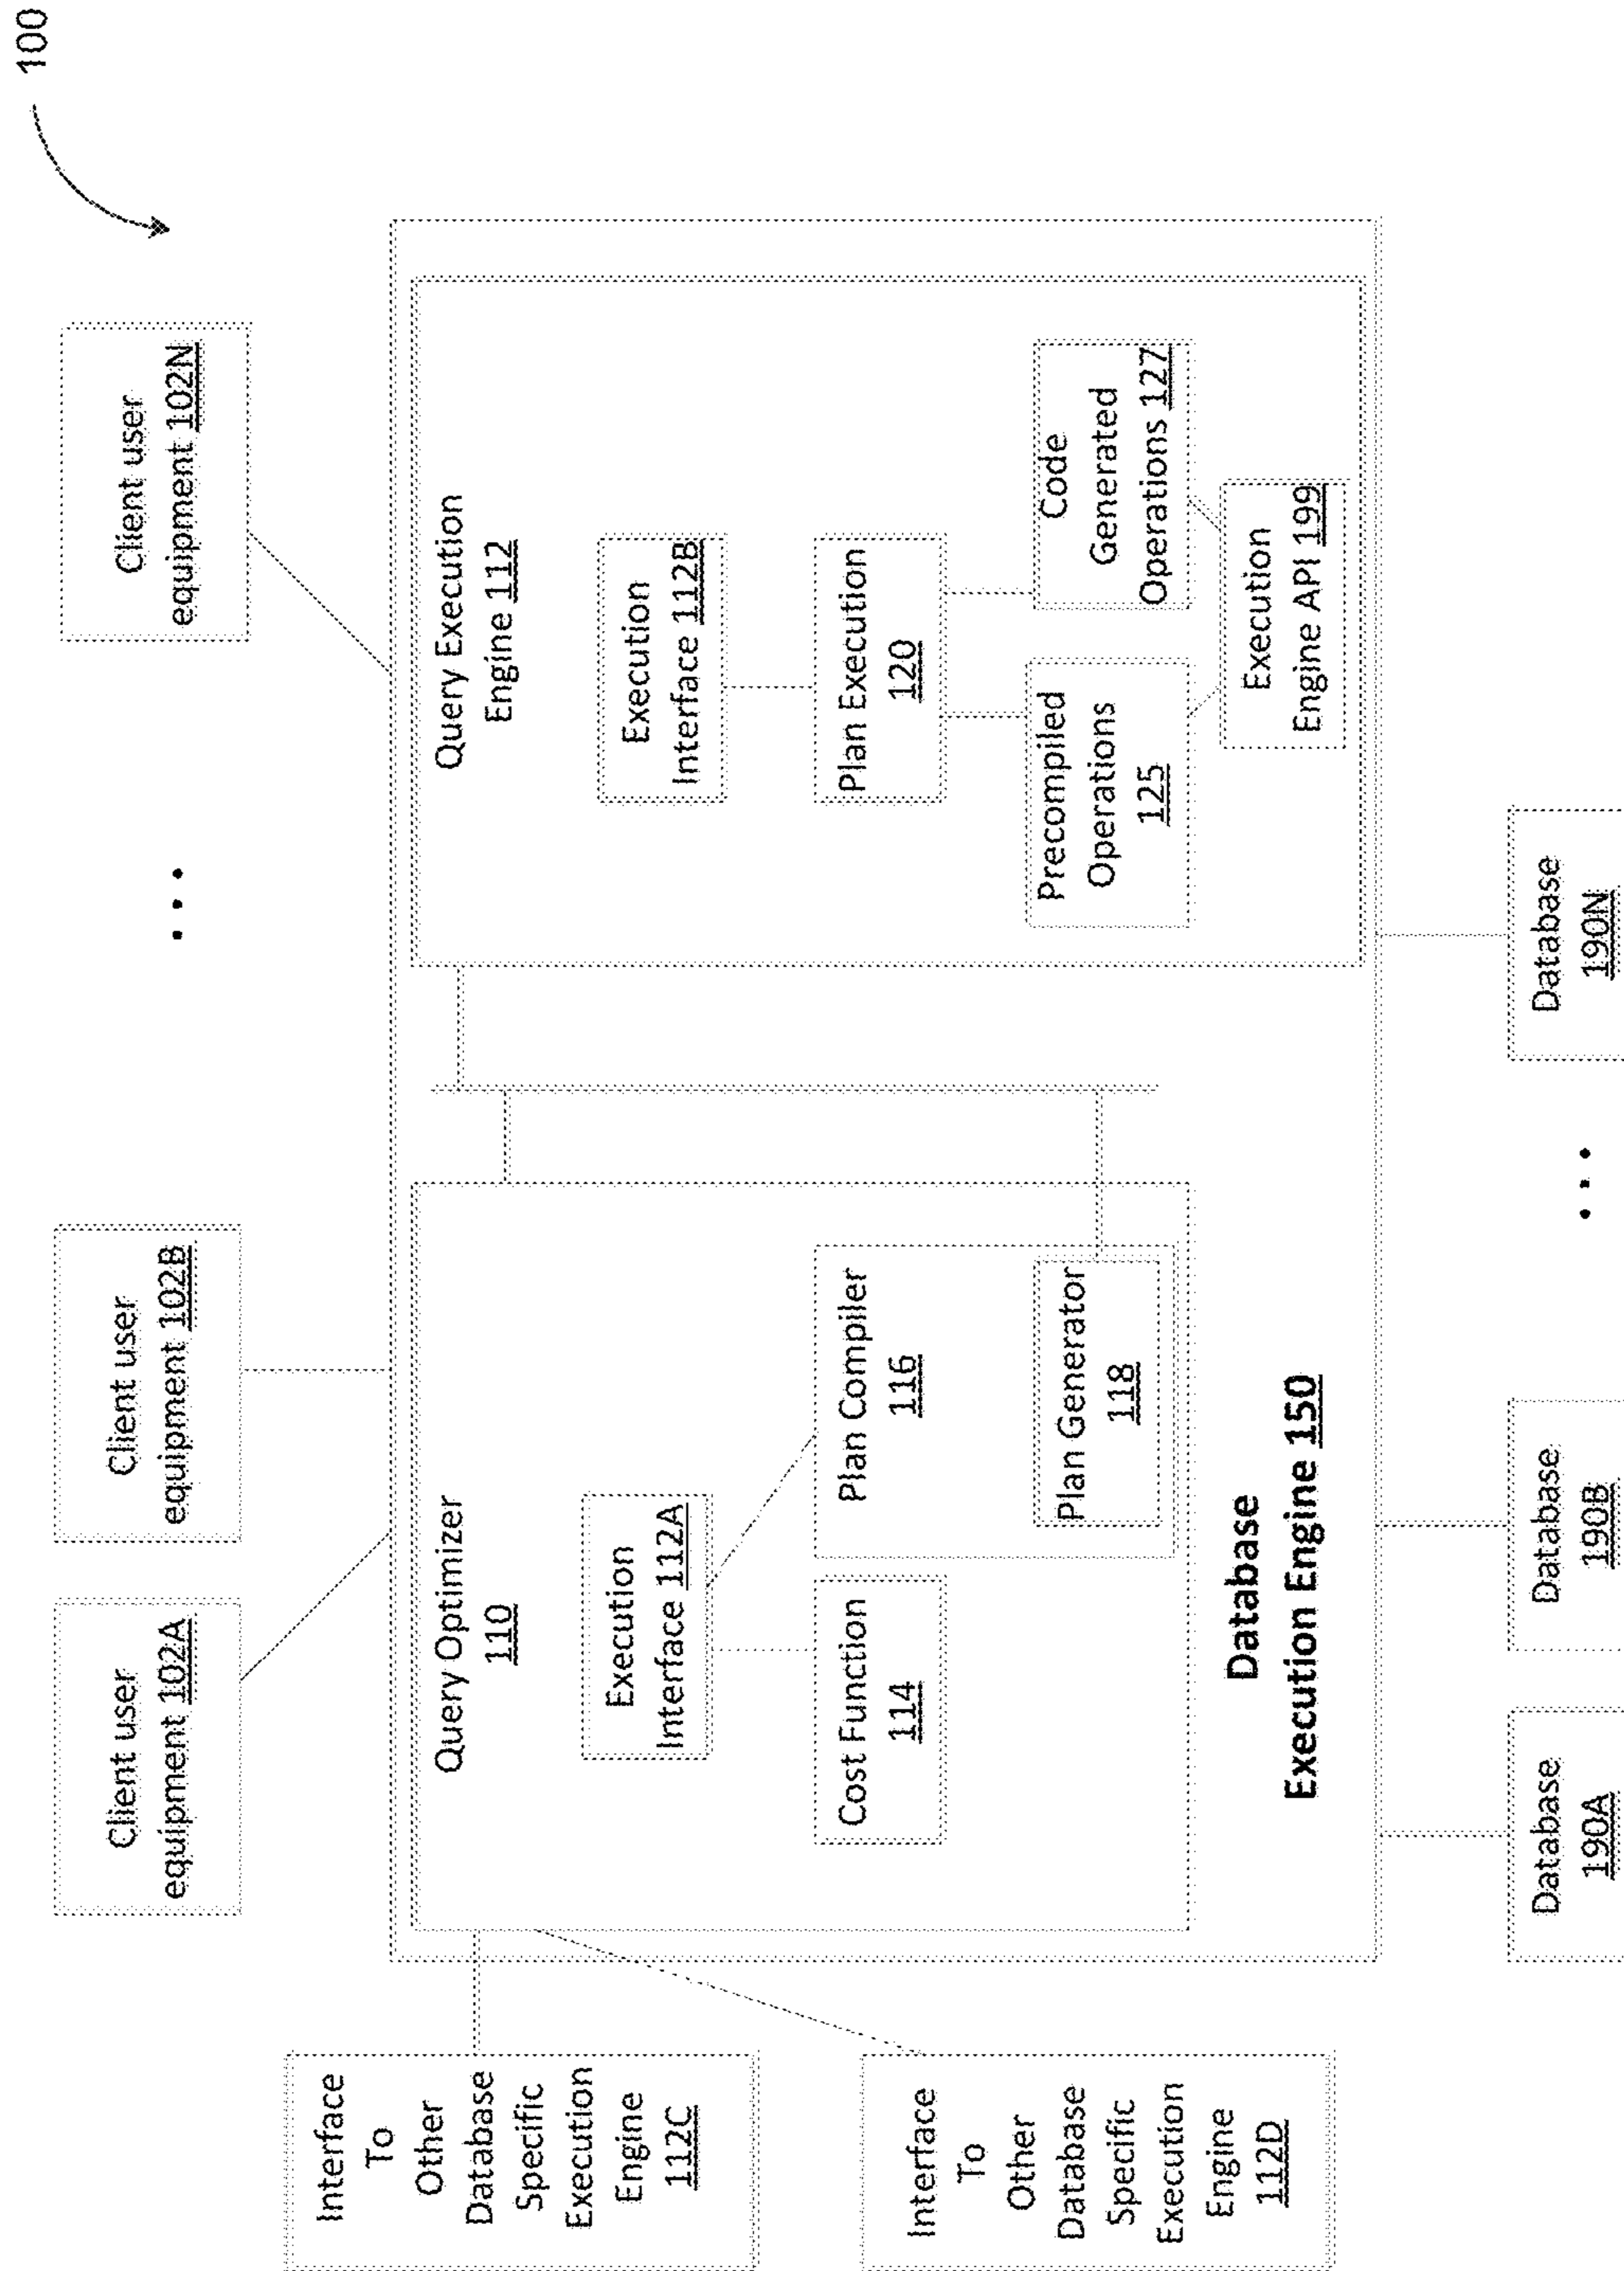 100
Client user
equipment 102A
Client user
equipment 102B
• • •
Client user
equipment 102N
Interface
To
Other
Database
Specific
Execution
Engine
112C
Interface
To
Other
Database
Specific
Execution
Engine
112D
Query Optimizer
110
Execution
Interface 112A
Cost Function
114
Plan Compiler
116
Plan Generator
118
Database
Execution Engine 150
Query Execution
Engine 112
Execution
Interface 112B
Plan Execution
120
Precompiled
Operations
125
Code
Generated
Operations 127
Execution
Engine API 199
Database
190A
Database
190B
• • •
Database
190N